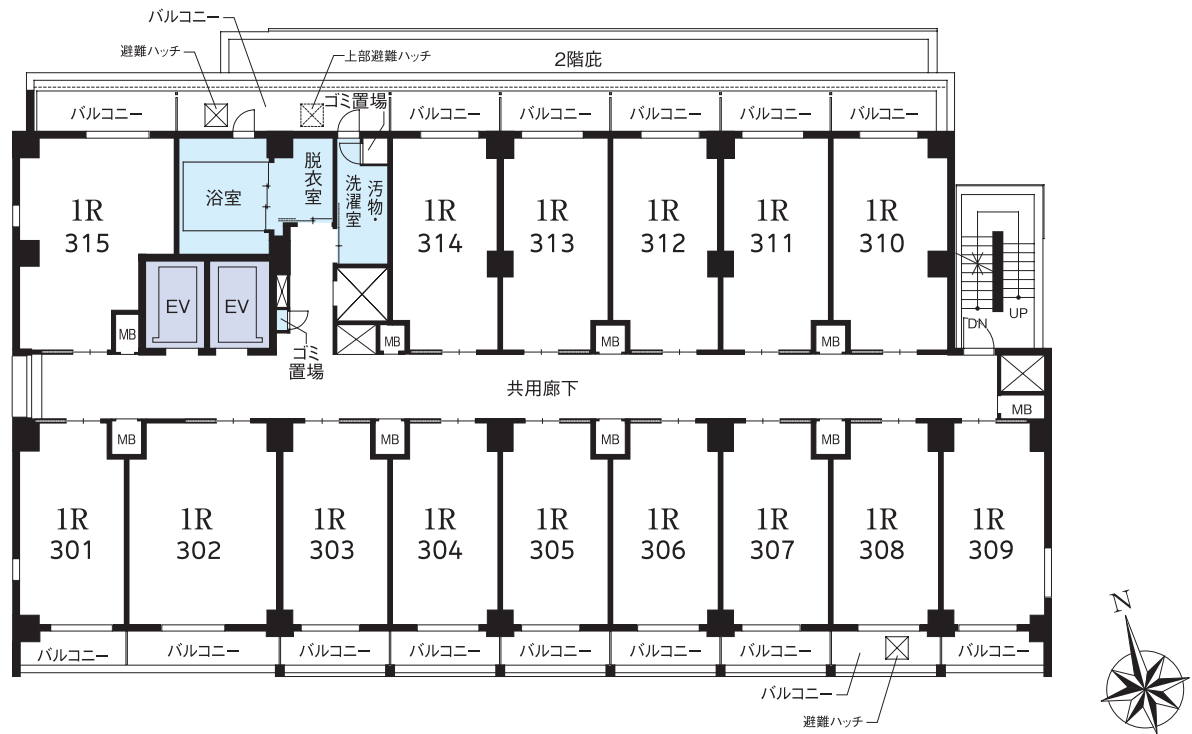 バルコニー
避難ハッチ
上部避難ハッチ
2階庇
バルコニー
ゴミ置場
バルコニー
バルコニー
バルコニー
バルコニー
バルコニー
1R
315
浴室
脱衣室
汚物・
洗濯室
1R
314
1R
313
1R
312
1R
311
1R
310
EV
EV
MB
MB
MB
MB
DN
UP
ゴミ
置場
共用廊下
MB
MB
MB
MB
MB
1R
301
1R
302
1R
303
1R
304
1R
305
1R
306
1R
307
1R
308
1R
309
バルコニー
バルコニー
バルコニー
バルコニー
バルコニー
バルコニー
バルコニー
バルコニー
バルコニー
避難ハッチ
N